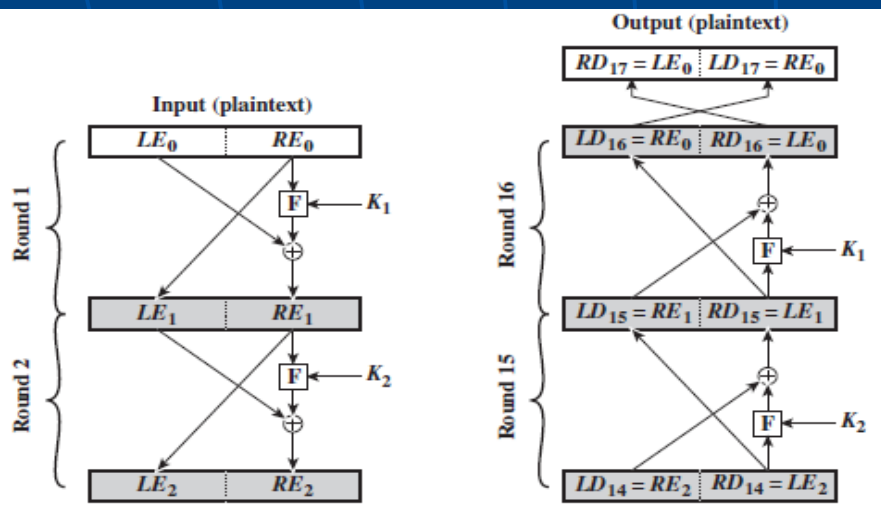 Output (plaintext)
RD17 = LE0 LD17 = RE0
Input (plaintext)
LE0 RE0
LD16 = RE0 RD16 = LE0
Round 1
F K1
Round 16
F K1
LE1 RE1
LD15 = RE1 RD15 = LE1
Round 2
F K2
Round 15
F K2
LE2 RE2
LD14 = RE2 RD14 = LE2